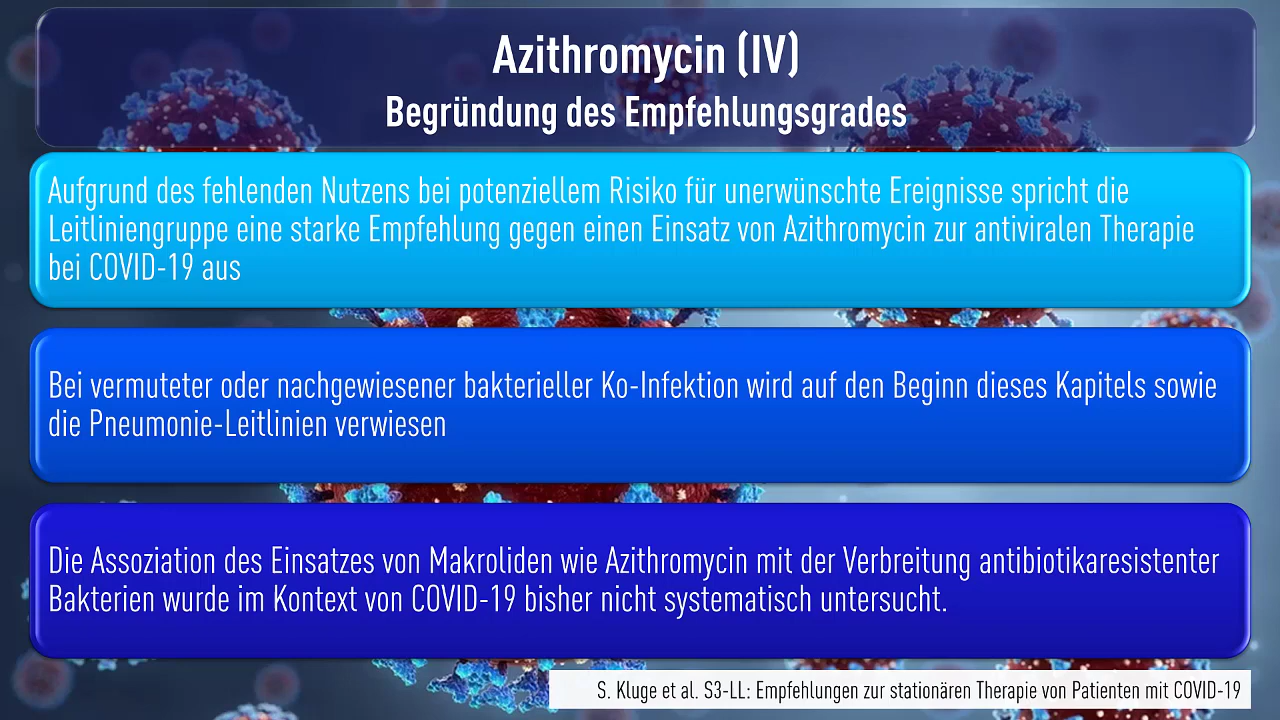 Azithromycin (IV)
Begründung des Empfehlungsgrades
Aufgrund des fehlenden Nutzens bei potenziellem Risiko für unerwünschte Ereignisse spricht die
Leitliniengruppe eine starke Empfehlung gegen einen Einsatz von Azithromycin zur antiviralen Therapie
bei COVID-19 aus
Bei vermuteter oder nachgewiesener bakterieller Ko-Infektion wird auf den Beginn dieses Kapitels sowie
die Pneumonie-Leitlinien verwiesen
Die Assoziation des Einsatzes von Makroliden wie Azithromycin mit der Verbreitung antibiotikaresistenter
Bakterien wurde im Kontext von COVID-19 bisher nicht systematisch untersucht.
S. Kluge et al. S3-LL: Empfehlungen zur stationären Therapie von Patienten mit COVID-19